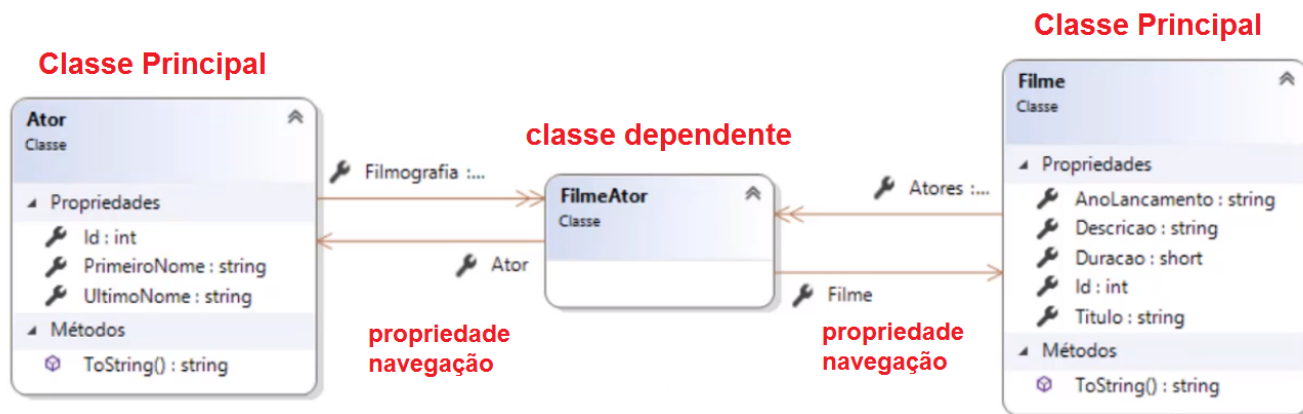 Classe Principal
Ator
Classe
Propriedades
Id : int
PrimeiroNome : string
UltimoNome : string
Métodos
ToString() : string
Filmografia :...
Ator
propriedade
navegação
classe dependente
FilmeAtor
Classe
Atores :...
Filme
propriedade
navegação
Classe Principal
Filme
Classe
Propriedades
AnoLancamento : string
Descricao : string
Duracao : short
Id : int
Titulo : string
Métodos
ToString() : string